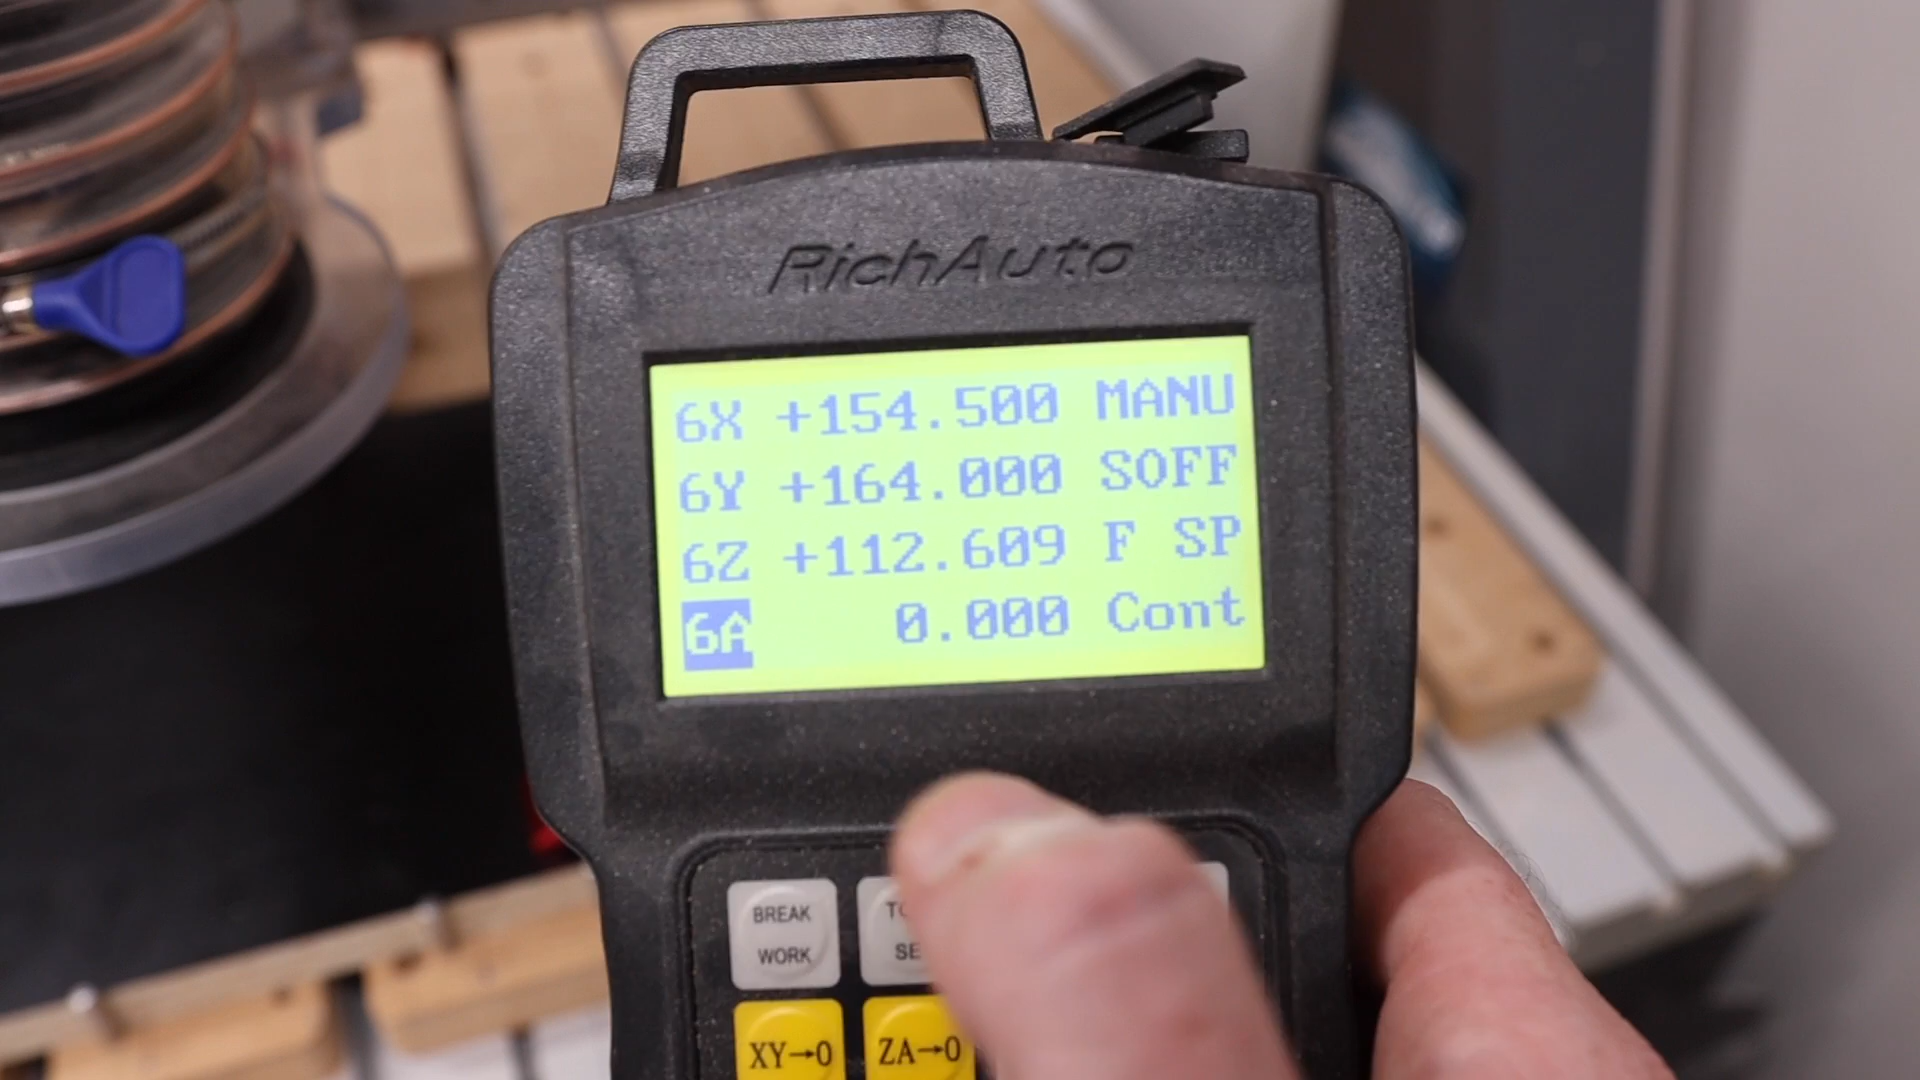 RichAuto
6X +154.500 MANU
6Y +164.000 SOFF
6Z +112.609 F SP
6A 0.000 Cont
BREAK
WORK
XY→0
ZA→0